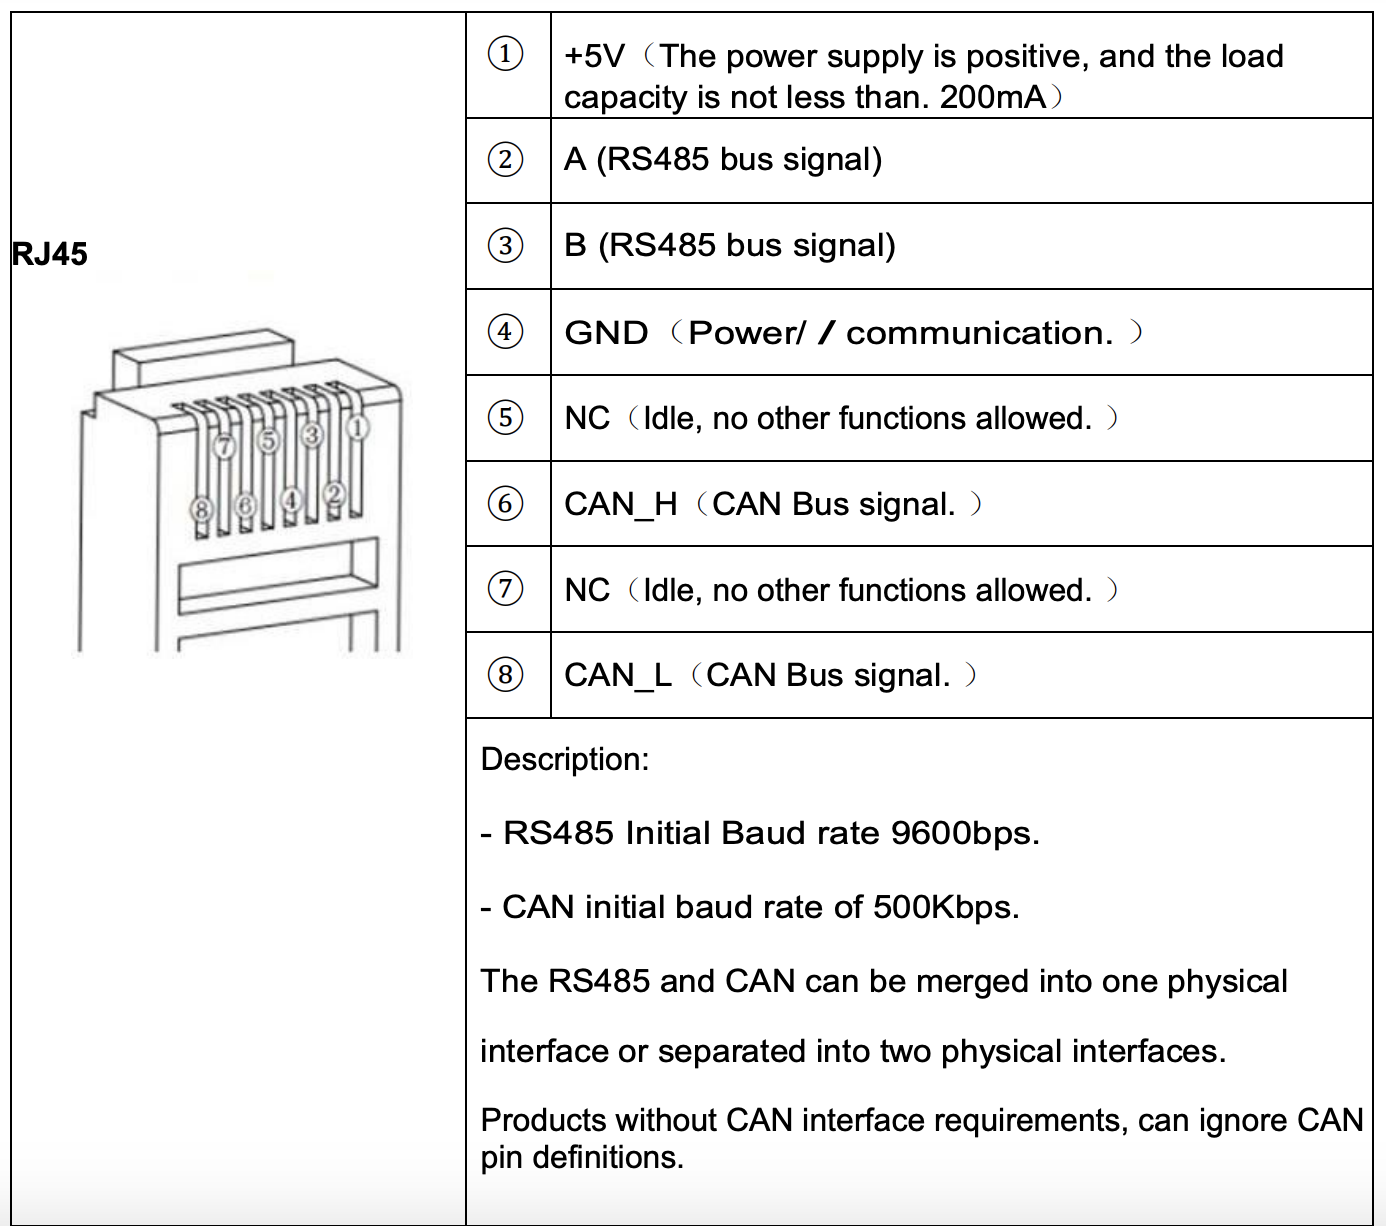 RJ45
⑦
⑤
③
①
⑧
⑥
④
②
① +5V（The power supply is positive, and the load
capacity is not less than. 200mA）
② A (RS485 bus signal)
③ B (RS485 bus signal)
④ GND（Power/ / communication. ）
⑤ NC（Idle, no other functions allowed. ）
⑥ CAN_H（CAN Bus signal. ）
⑦ NC（Idle, no other functions allowed. ）
⑧ CAN_L（CAN Bus signal. ）
Description:
- RS485 Initial Baud rate 9600bps.
- CAN initial baud rate of 500Kbps.
The RS485 and CAN can be merged into one physical
interface or separated into two physical interfaces.
Products without CAN interface requirements, can ignore CAN
pin definitions.